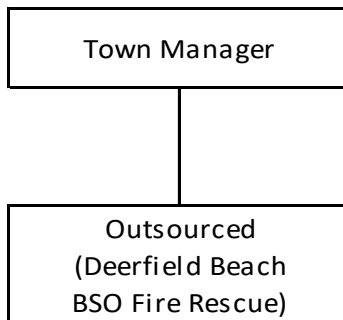 Town Manager
Outsourced
(Deerfield Beach
BSO Fire Rescue)